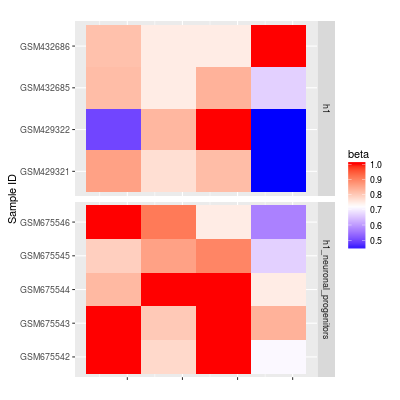 GSM432686
GSM432685
GSM429322
GSM429321
h1
GSM675546
GSM675545
GSM675544
GSM675543
GSM675542
h1_neuronal_progenitors
Sample ID
beta
1.0
0.9
0.8
0.7
0.6
0.5